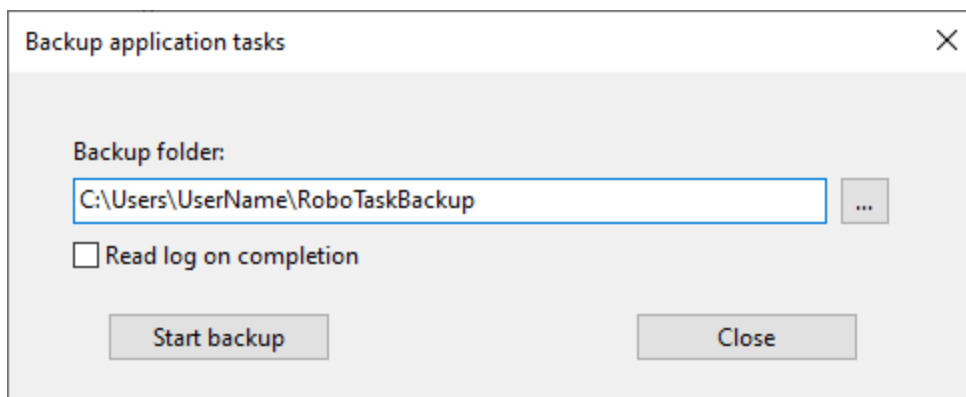 Backup application tasks
Backup folder:
C:\Users\UserName\RoboTaskBackup
...
Read log on completion
Start backup
Close